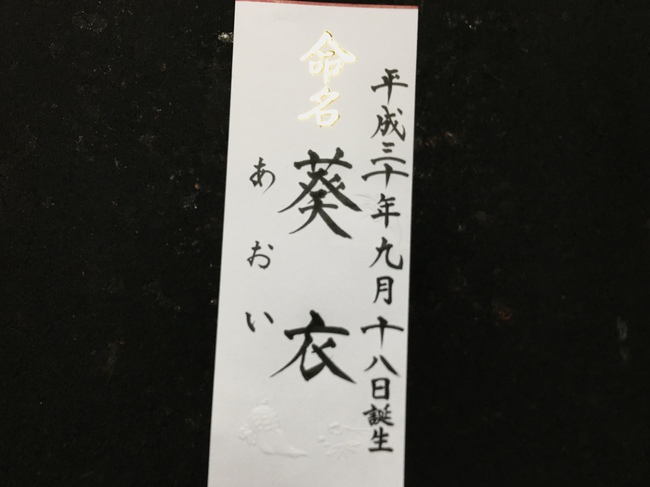 平成三十年九月十八日誕生
命名
葵衣
あおい